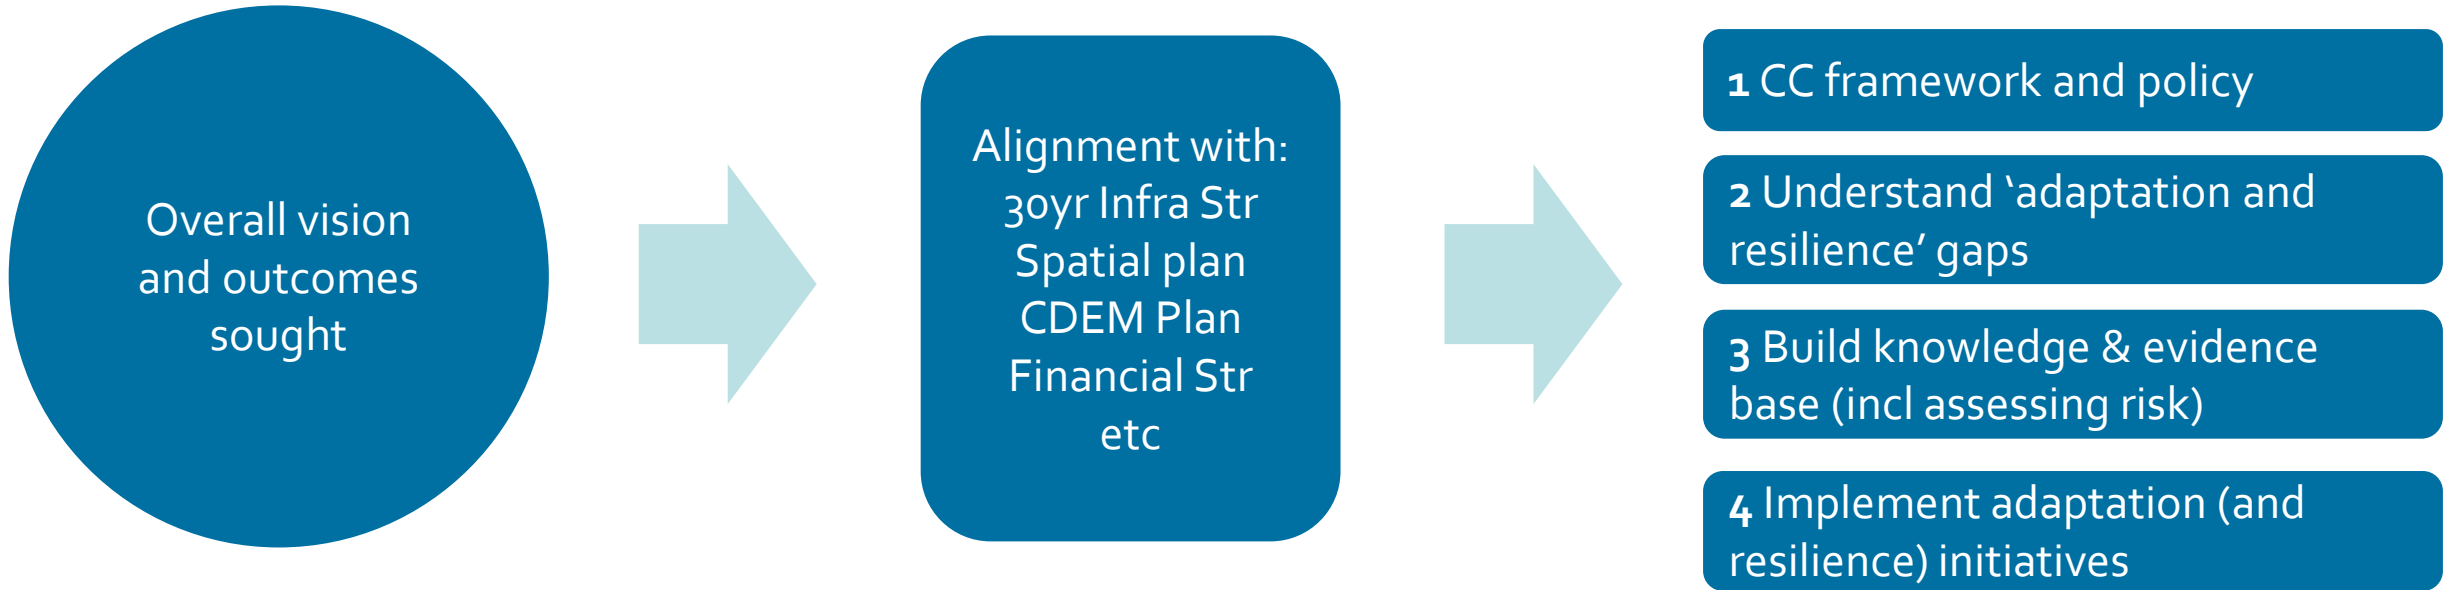 Overall vision
and outcomes
sought
Alignment with:
30yr Infra Str
Spatial plan
CDEM Plan
Financial Str
etc
1 CC framework and policy
2 Understand ‘adaptation and
resilience’ gaps
3 Build knowledge & evidence
base (incl assessing risk)
4 Implement adaptation (and
resilience) initiatives